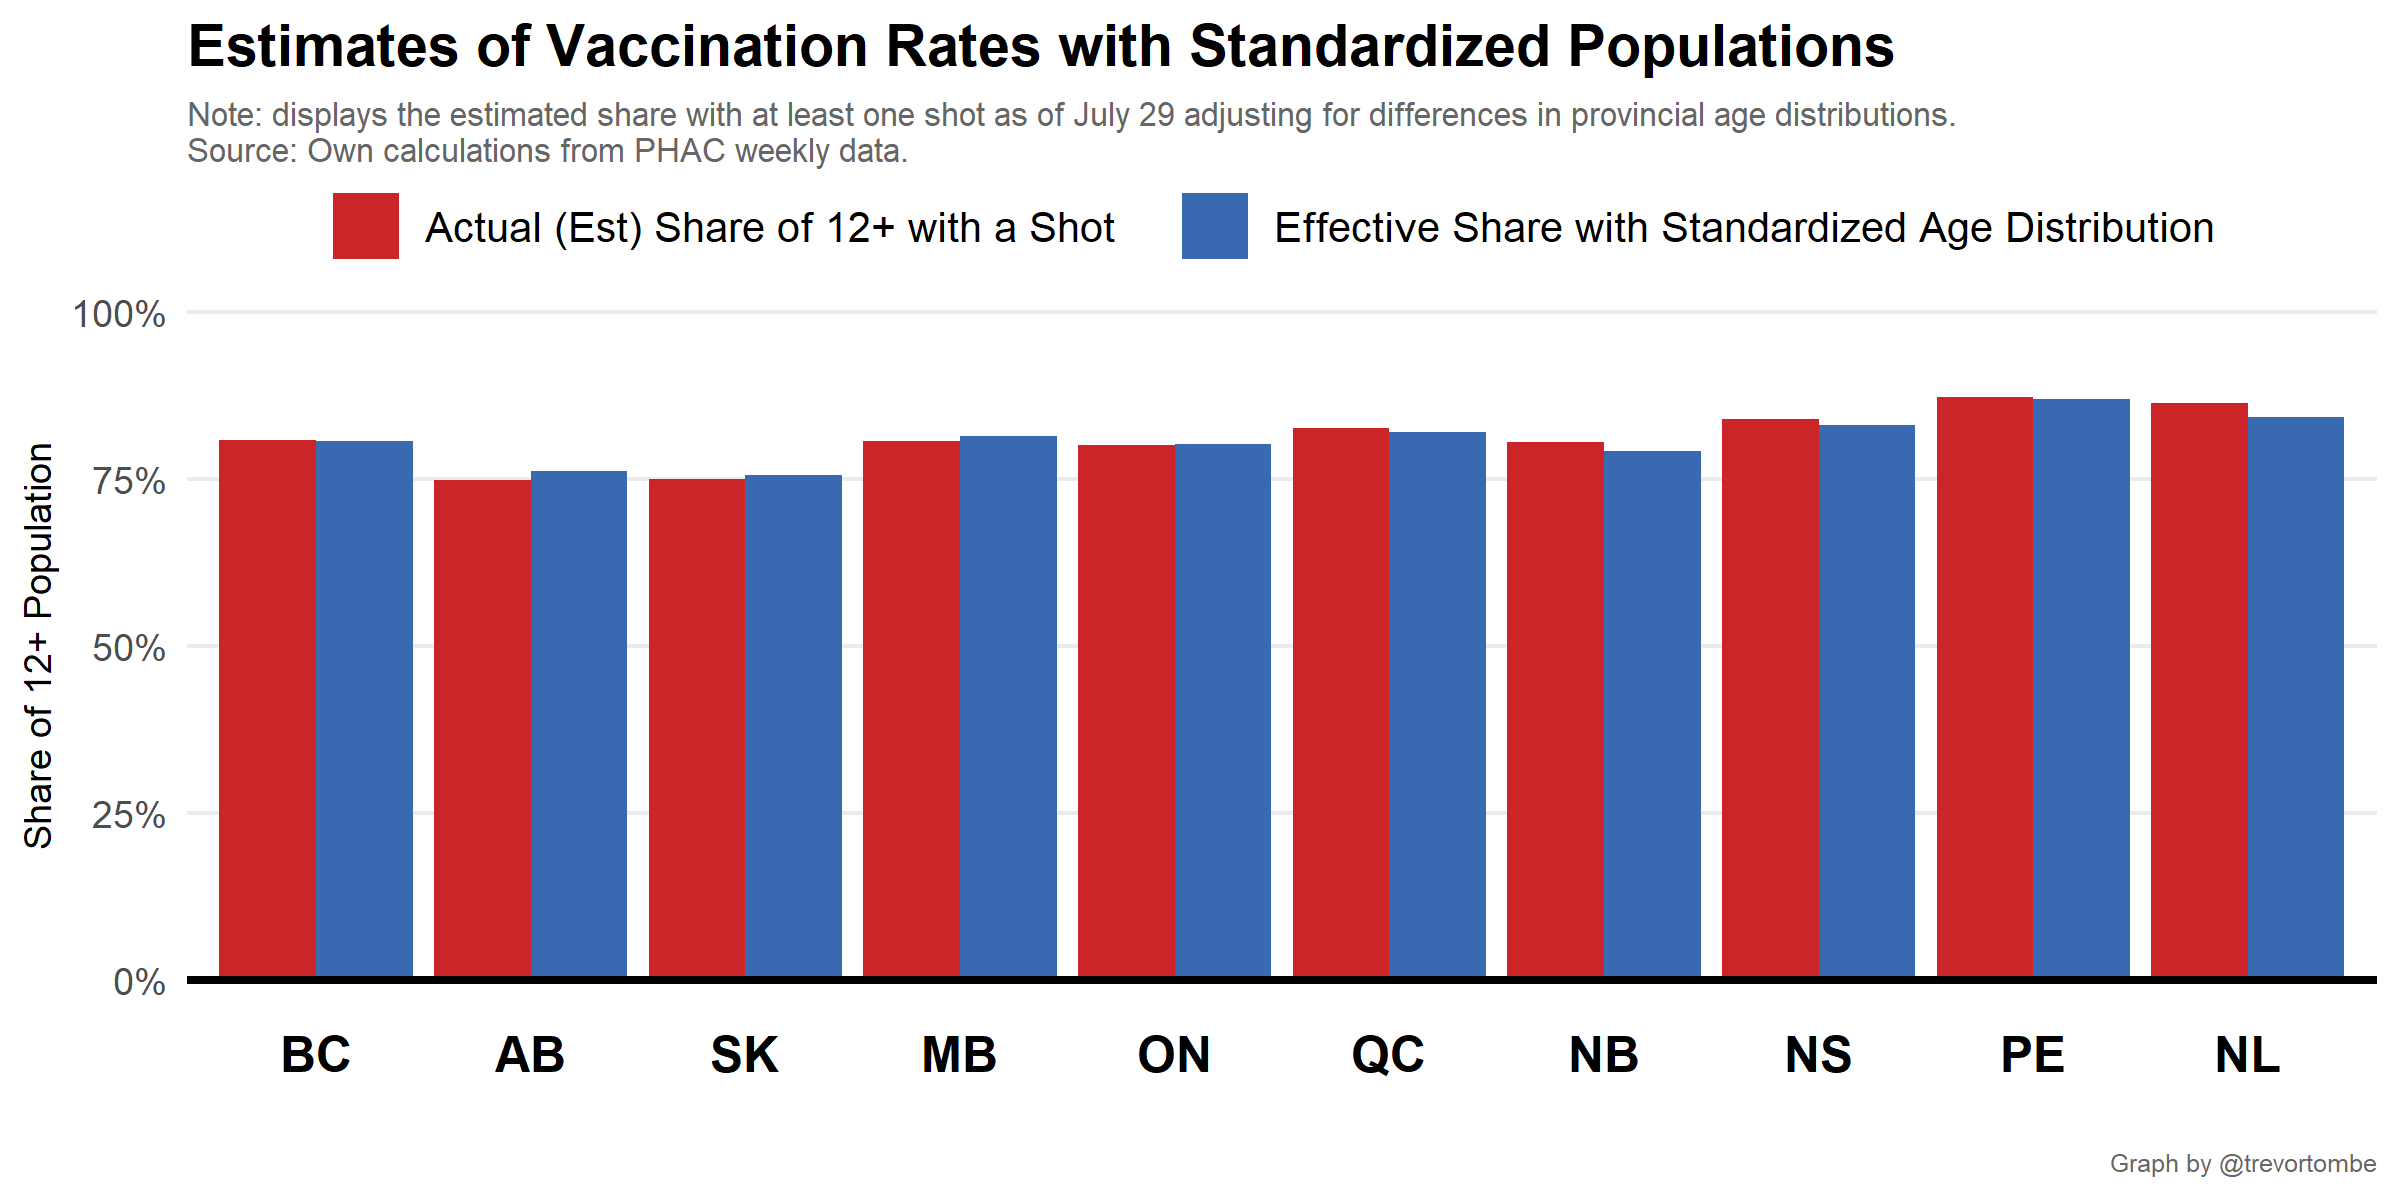 Estimates of Vaccination Rates with Standardized Populations
Note: displays the estimated share with at least one shot as of July 29 adjusting for differences in provincial age distributions.
Source: Own calculations from PHAC weekly data.
Actual (Est) Share of 12+ with a Shot
Effective Share with Standardized Age Distribution
Share of 12+ Population
100%
75%
50%
25%
0%
BC AB SK MB ON QC NB NS PE NL
Graph by @trevortombe